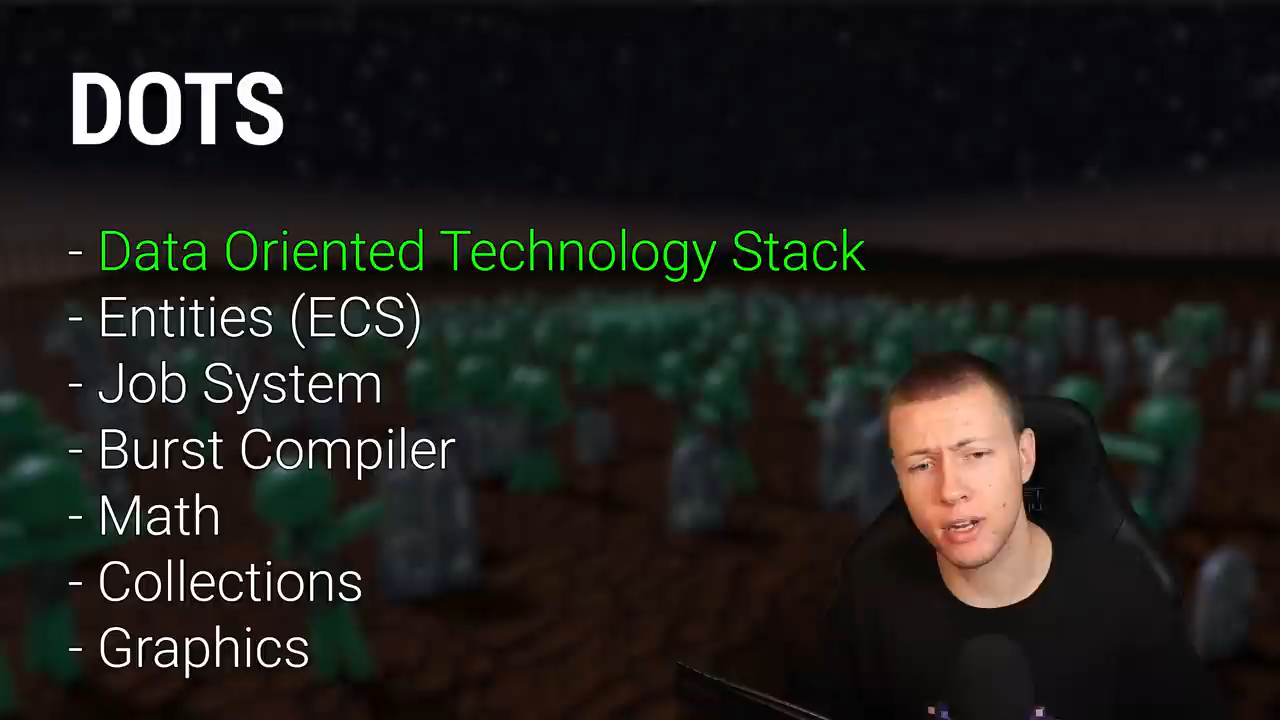 DOTS
- Data Oriented Technology Stack
- Entities (ECS)
- Job System
- Burst Compiler
- Math
- Collections
- Graphics